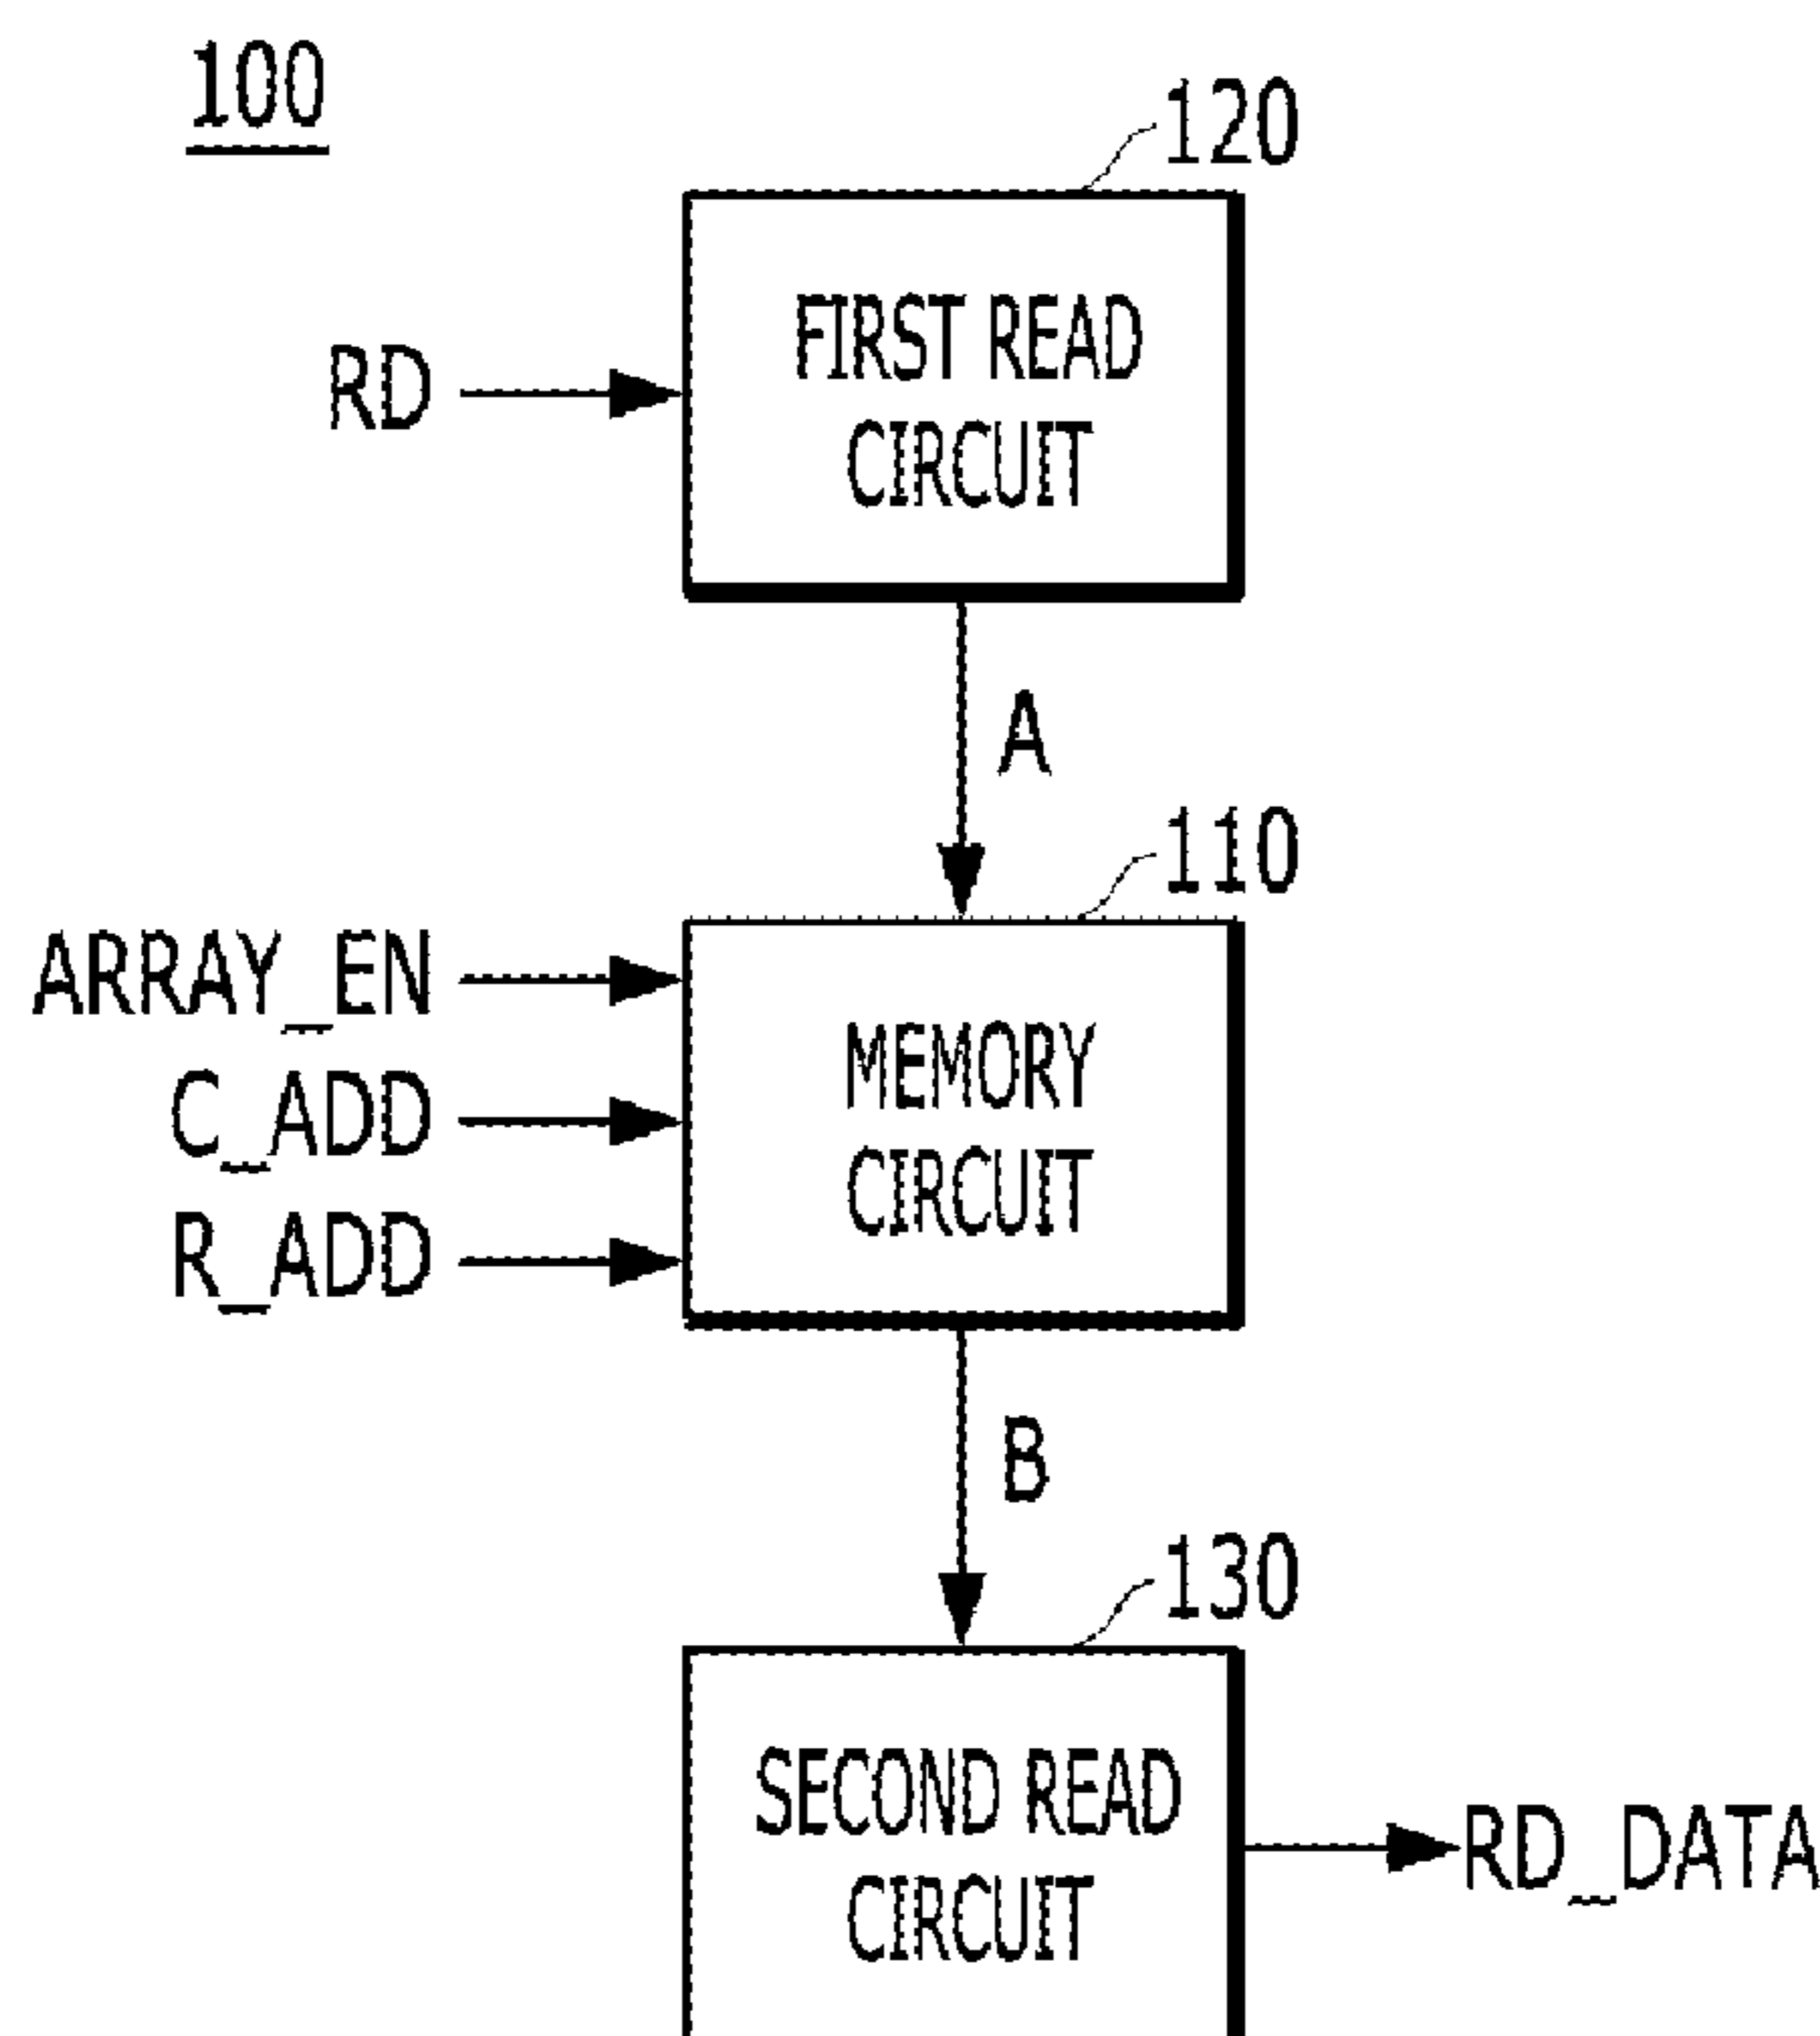 100
120
FIRST READ
CIRCUIT
RD
A
110
ARRAY_EN
C_ADD
R_ADD
MEMORY
CIRCUIT
B
130
SECOND READ
CIRCUIT
RD_DATA